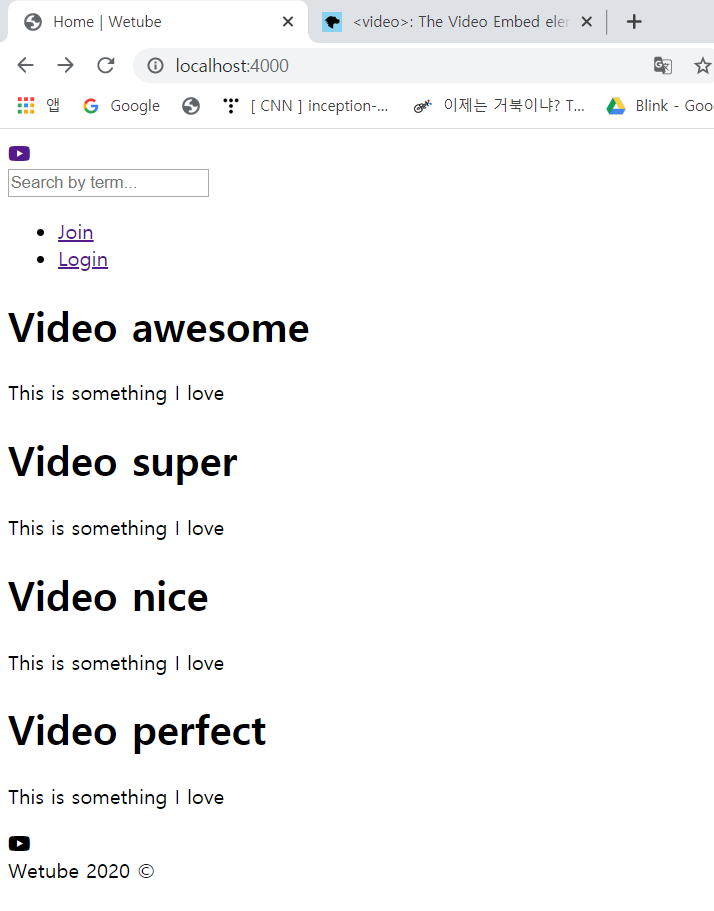 Home | Wetube
<video>: The Video Embed eler
localhost:4000
앱
Google
[ CNN ] inception-...
이제는 거북이냐? T...
Blink - Goo
Search by term...
Join
Login
Video awesome
This is something I love
Video super
This is something I love
Video nice
This is something I love
Video perfect
This is something I love
Wetube 2020 ©